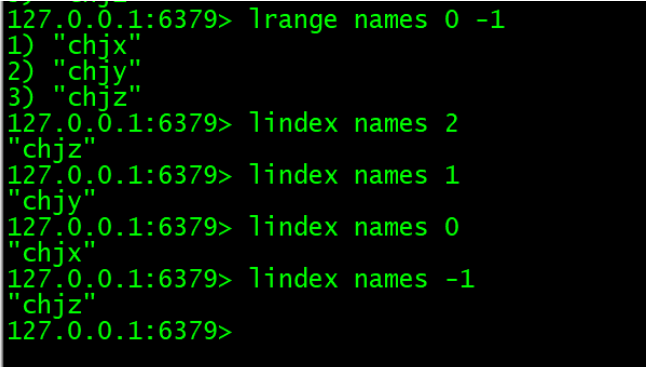 127.0.0.1:6379> lrange names 0 -1
1) "chjx"
2) "chjy"
3) "chjz"
127.0.0.1:6379> lindex names 2
"chjz"
127.0.0.1:6379> lindex names 1
"chjy"
127.0.0.1:6379> lindex names 0
"chjx"
127.0.0.1:6379> lindex names -1
"chjz"
127.0.0.1:6379>